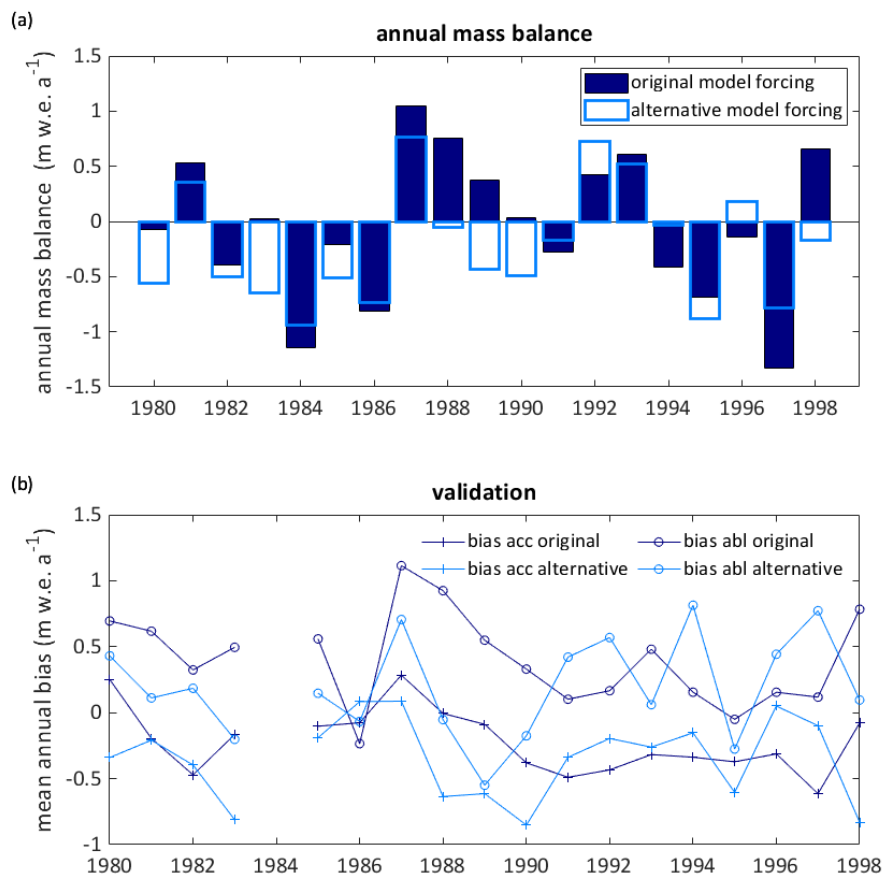 (a)
annual mass balance
annual mass balance (m w.e. a-1)
1.5
1
0.5
0
-0.5
-1
-1.5
original model forcing
alternative model forcing
1980 1982 1984 1986 1988 1990 1992 1994 1996 1998
(b)
validation
mean annual bias (m w.e. a-1)
1.5
1
0.5
0
-0.5
-1
bias acc original bias abl original
bias acc alternative bias abl alternative
1980 1982 1984 1986 1988 1990 1992 1994 1996 1998